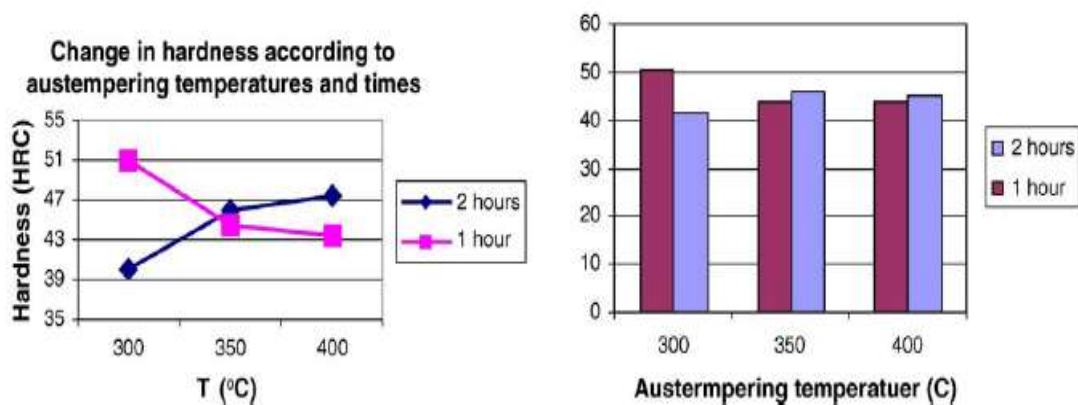 Change in hardness according to
austempering temperatures and times
Hardness (HRC)
55
51
47
43
39
35
300 350 400
T (ºC)
2 hours
1 hour
60
50
40
30
20
10
0
300 350 400
Austermpering temperatuer (C)
2 hours
1 hour